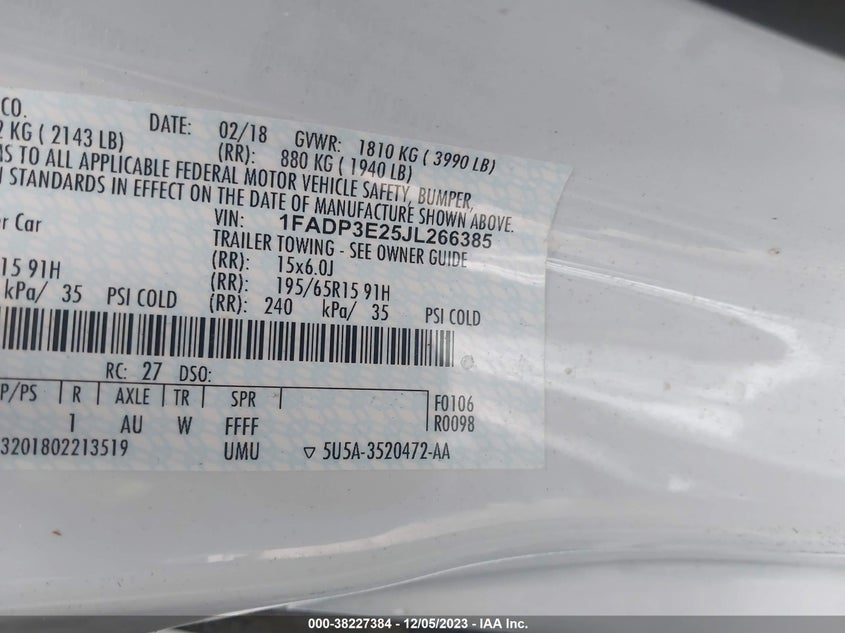 CO.
DATE: 02/18 GVWR: 1810 KG ( 3990 LB)
2 KG ( 2143 LB) (RR): 880 KG ( 1940 LB)
MS TO ALL APPLICABLE FEDERAL MOTOR VEHICLE SAFETY, BUMPER,
STANDARDS IN EFFECT ON THE DATE OF MANUFACTURE SHOWN ABOVE.
VIN: 1FADP3E25JL266385
r Car TRAILER TOWING - SEE OWNER GUIDE
(RR): 15x6.0J
15 91H (RR): 195/65R15 91H
kPa/ 35 PSI COLD (RR): 240 kPa/ 35 PSI COLD
RC: 27 DSO:
P/PS R AXLE TR SPR F0106
1 AU W FFFF R0098
3201802213519 UMU 5U5A-3520472-AA
000-38227384 - 12/05/2023 - IAA Inc.